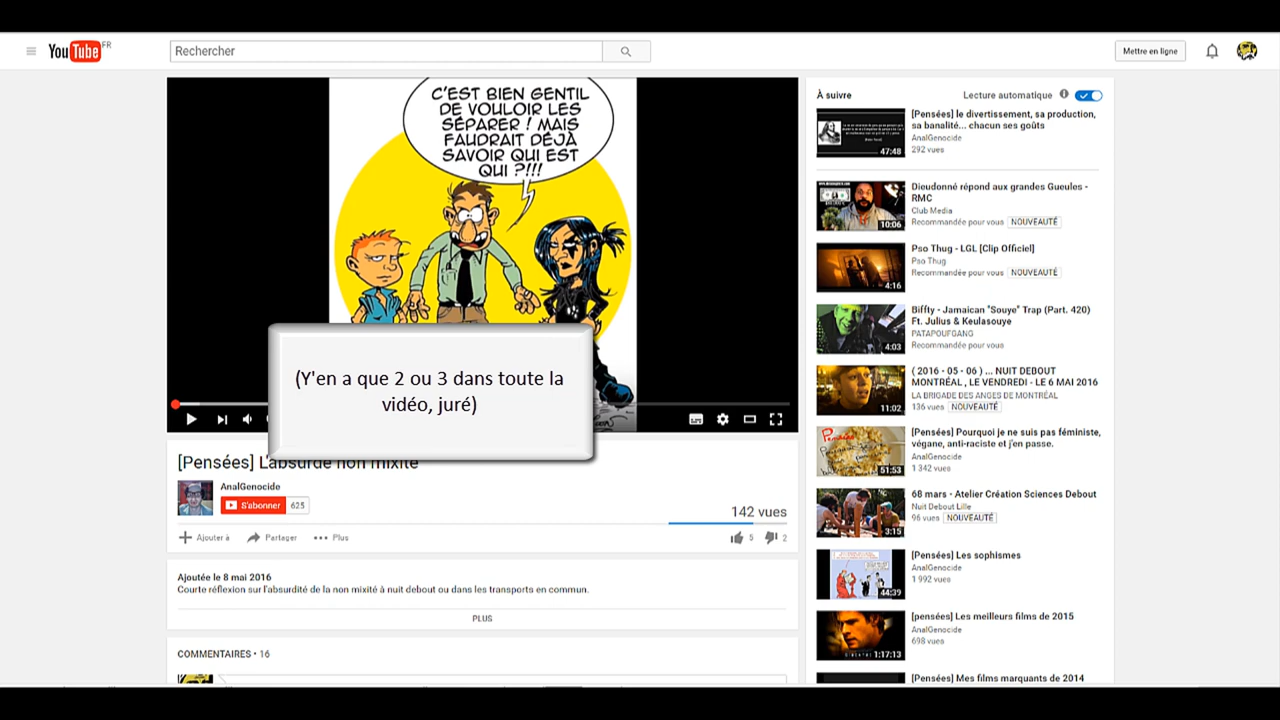 YouTube FR
Rechercher
Mettre en ligne
C'EST BIEN GENTIL
DE VOULOIR LES
SÉPARER ! MAIS
FAUDRAIT DÉJÀ
SAVOIR QUI EST
QUI ?!!!
(Y'en a que 2 ou 3 dans toute la
vidéo, juré)
[Pensées] L'absurde non mixité
AnalGenocide
S'abonner 625
142 vues
Ajouter à Partager Plus
5 2
Ajoutée le 8 mai 2016
Courte réflexion sur l'absurdité de la non mixité à nuit debout ou dans les transports en commun.
PLUS
COMMENTAIRES • 16
À suivre
Lecture automatique
47:48
[Pensées] le divertissement, sa production,
sa banalité... chacun ses goûts
AnalGenocide
292 vues
10:06
Dieudonné répond aux grandes Gueules -
RMC
Club Media
Recommandée pour vous NOUVEAUTÉ
4:16
Pso Thug - LGL [Clip Officiel]
Pso Thug
Recommandée pour vous NOUVEAUTÉ
4:03
Biffty - Jamaican "Souye" Trap (Part. 420)
Ft. Julius & Keulasouye
PATAPOUFGANG
Recommandée pour vous
11:02
( 2016 - 05 - 06 ) ... NUIT DEBOUT
MONTRÉAL , LE VENDREDI - LE 6 MAI 2016
LA BRIGADE DES ANGES DE MONTRÉAL
136 vues NOUVEAUTÉ
51:53
[Pensées] Pourquoi je ne suis pas féministe,
végane, anti-raciste et j'en passe.
AnalGenocide
1 342 vues
3:15
68 mars - Atelier Création Sciences Debout
Nuit Debout Lille
96 vues NOUVEAUTÉ
44:39
[Pensées] Les sophismes
AnalGenocide
1 992 vues
1:17:13
[pensées] Les meilleurs films de 2015
AnalGenocide
698 vues
[Pensées] Mes films marquants de 2014